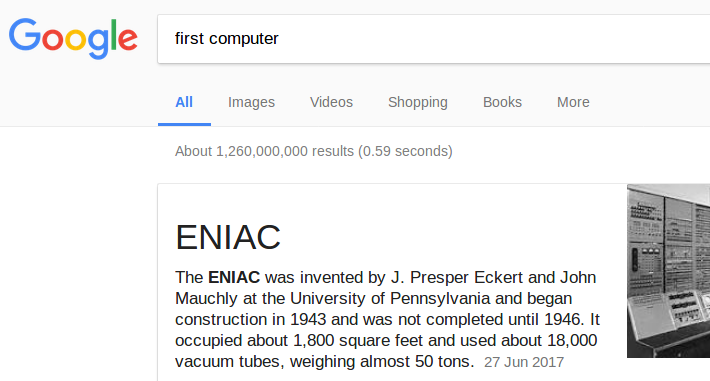 Google
first computer
All Images Videos Shopping Books More
About 1,260,000,000 results (0.59 seconds)
ENIAC
The ENIAC was invented by J. Presper Eckert and John
Mauchly at the University of Pennsylvania and began
construction in 1943 and was not completed until 1946. It
occupied about 1,800 square feet and used about 18,000
vacuum tubes, weighing almost 50 tons. 27 Jun 2017